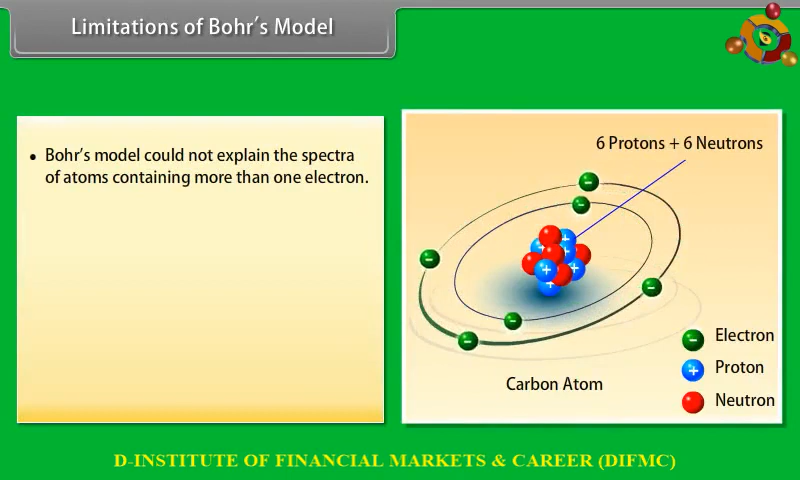 Limitations of Bohr′s Model
• Bohr′s model could not explain the spectra
of atoms containing more than one electron.
6 Protons + 6 Neutrons
Electron
Proton
Neutron
Carbon Atom
D-INSTITUTE OF FINANCIAL MARKETS & CAREER (DIFMC)